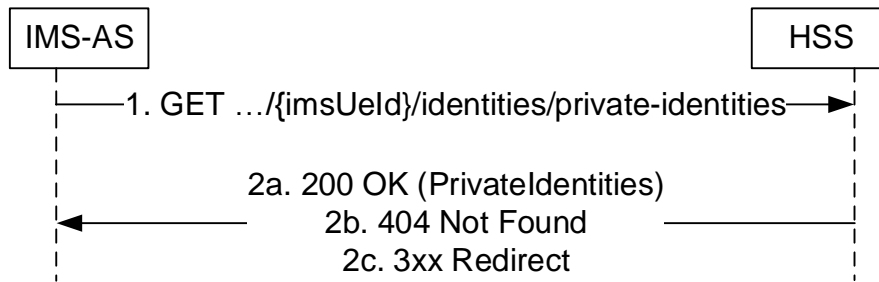 IMS-AS
HSS
1. GET …/{imsUeId}/identities/private-identities
2a. 200 OK (PrivateIdentities)
2b. 404 Not Found
2c. 3xx Redirect